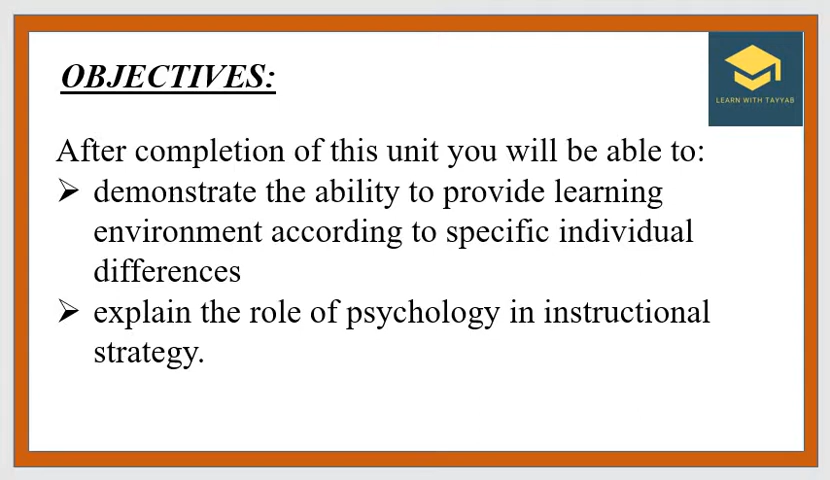 OBJECTIVES:
LEARN WITH TAYYAB
After completion of this unit you will be able to:
➢ demonstrate the ability to provide learning
environment according to specific individual
differences
➢ explain the role of psychology in instructional
strategy.